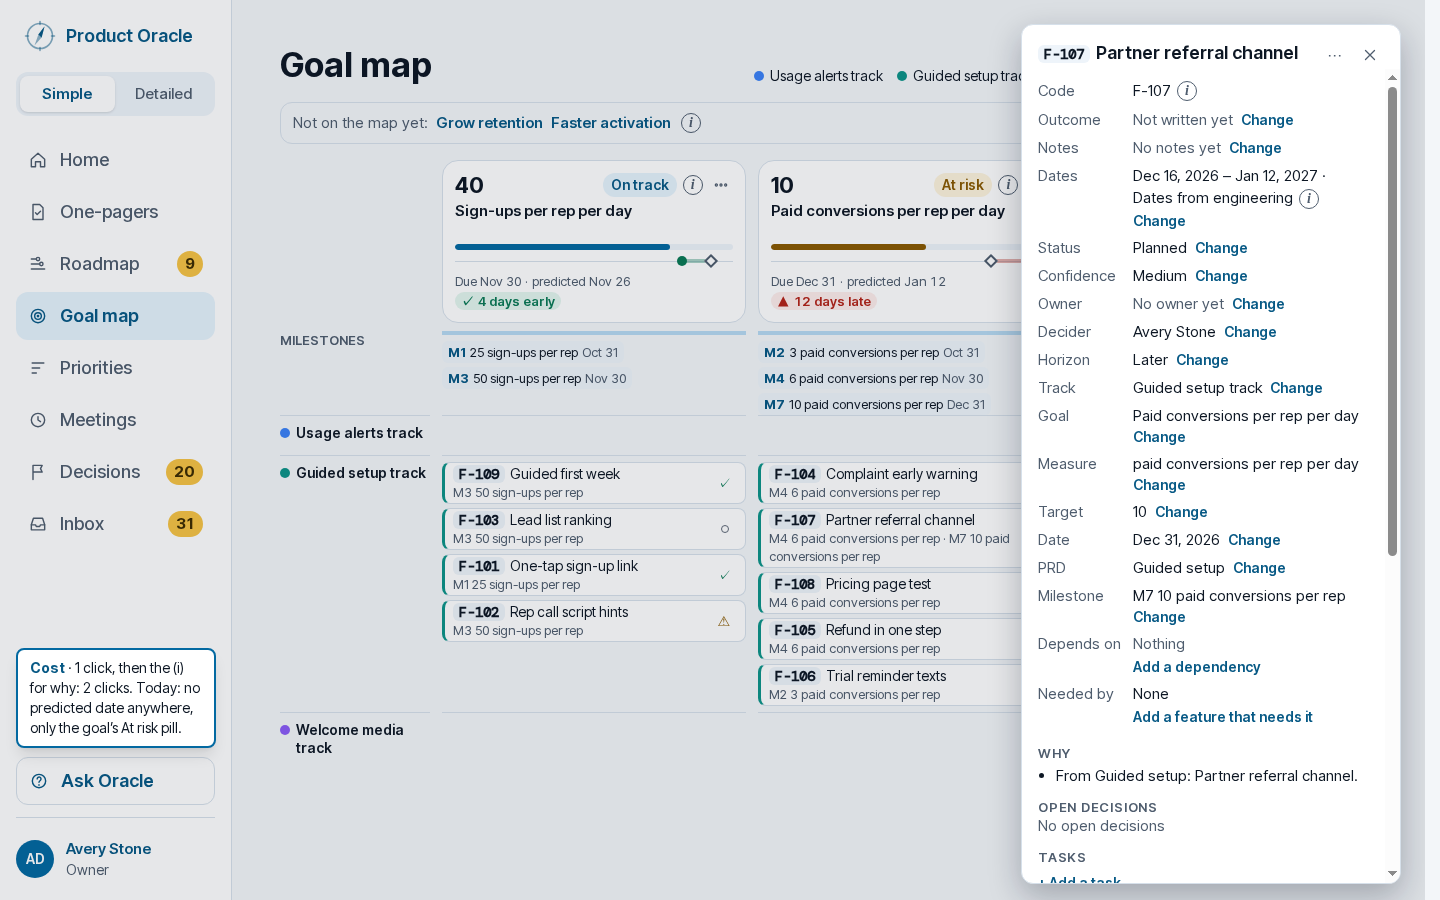 Product Oracle
Simple
Detailed
Home
One-pagers
Roadmap
9
Goal map
Priorities
Meetings
Decisions
20
Inbox
31
Cost · 1 click, then the (i)
for why: 2 clicks. Today: no
predicted date anywhere,
only the goal's At risk pill.
Ask Oracle
AD
Avery Stone
Owner
Goal map
Usage alerts track
Guided setup trac
Not on the map yet: Grow retention Faster activation i
40
On track
i
Sign-ups per rep per day
Due Nov 30 · predicted Nov 26
✓ 4 days early
10
At risk
i
Paid conversions per rep per day
Due Dec 31 · predicted Jan 12
▲ 12 days late
MILESTONES
M1 25 sign-ups per rep Oct 31
M3 50 sign-ups per rep Nov 30
M2 3 paid conversions per rep Oct 31
M4 6 paid conversions per rep Nov 30
M7 10 paid conversions per rep Dec 31
Usage alerts track
Guided setup track
F-109 Guided first week
M3 50 sign-ups per rep
F-103 Lead list ranking
M3 50 sign-ups per rep
F-101 One-tap sign-up link
M1 25 sign-ups per rep
F-102 Rep call script hints
M3 50 sign-ups per rep
F-104 Complaint early warning
M4 6 paid conversions per rep
F-107 Partner referral channel
M4 6 paid conversions per rep · M7 10 paid
conversions per rep
F-108 Pricing page test
M4 6 paid conversions per rep
F-105 Refund in one step
M4 6 paid conversions per rep
F-106 Trial reminder texts
M2 3 paid conversions per rep
Welcome media
track
F-107 Partner referral channel
Code F-107 i
Outcome Not written yet Change
Notes No notes yet Change
Dates Dec 16, 2026 – Jan 12, 2027 ·
Dates from engineering i
Change
Status Planned Change
Confidence Medium Change
Owner No owner yet Change
Decider Avery Stone Change
Horizon Later Change
Track Guided setup track Change
Goal Paid conversions per rep per day
Change
Measure paid conversions per rep per day
Change
Target 10 Change
Date Dec 31, 2026 Change
PRD Guided setup Change
Milestone M7 10 paid conversions per rep
Change
Depends on Nothing
Add a dependency
Needed by None
Add a feature that needs it
WHY
• From Guided setup: Partner referral channel.
OPEN DECISIONS
No open decisions
TASKS
+ Add a task